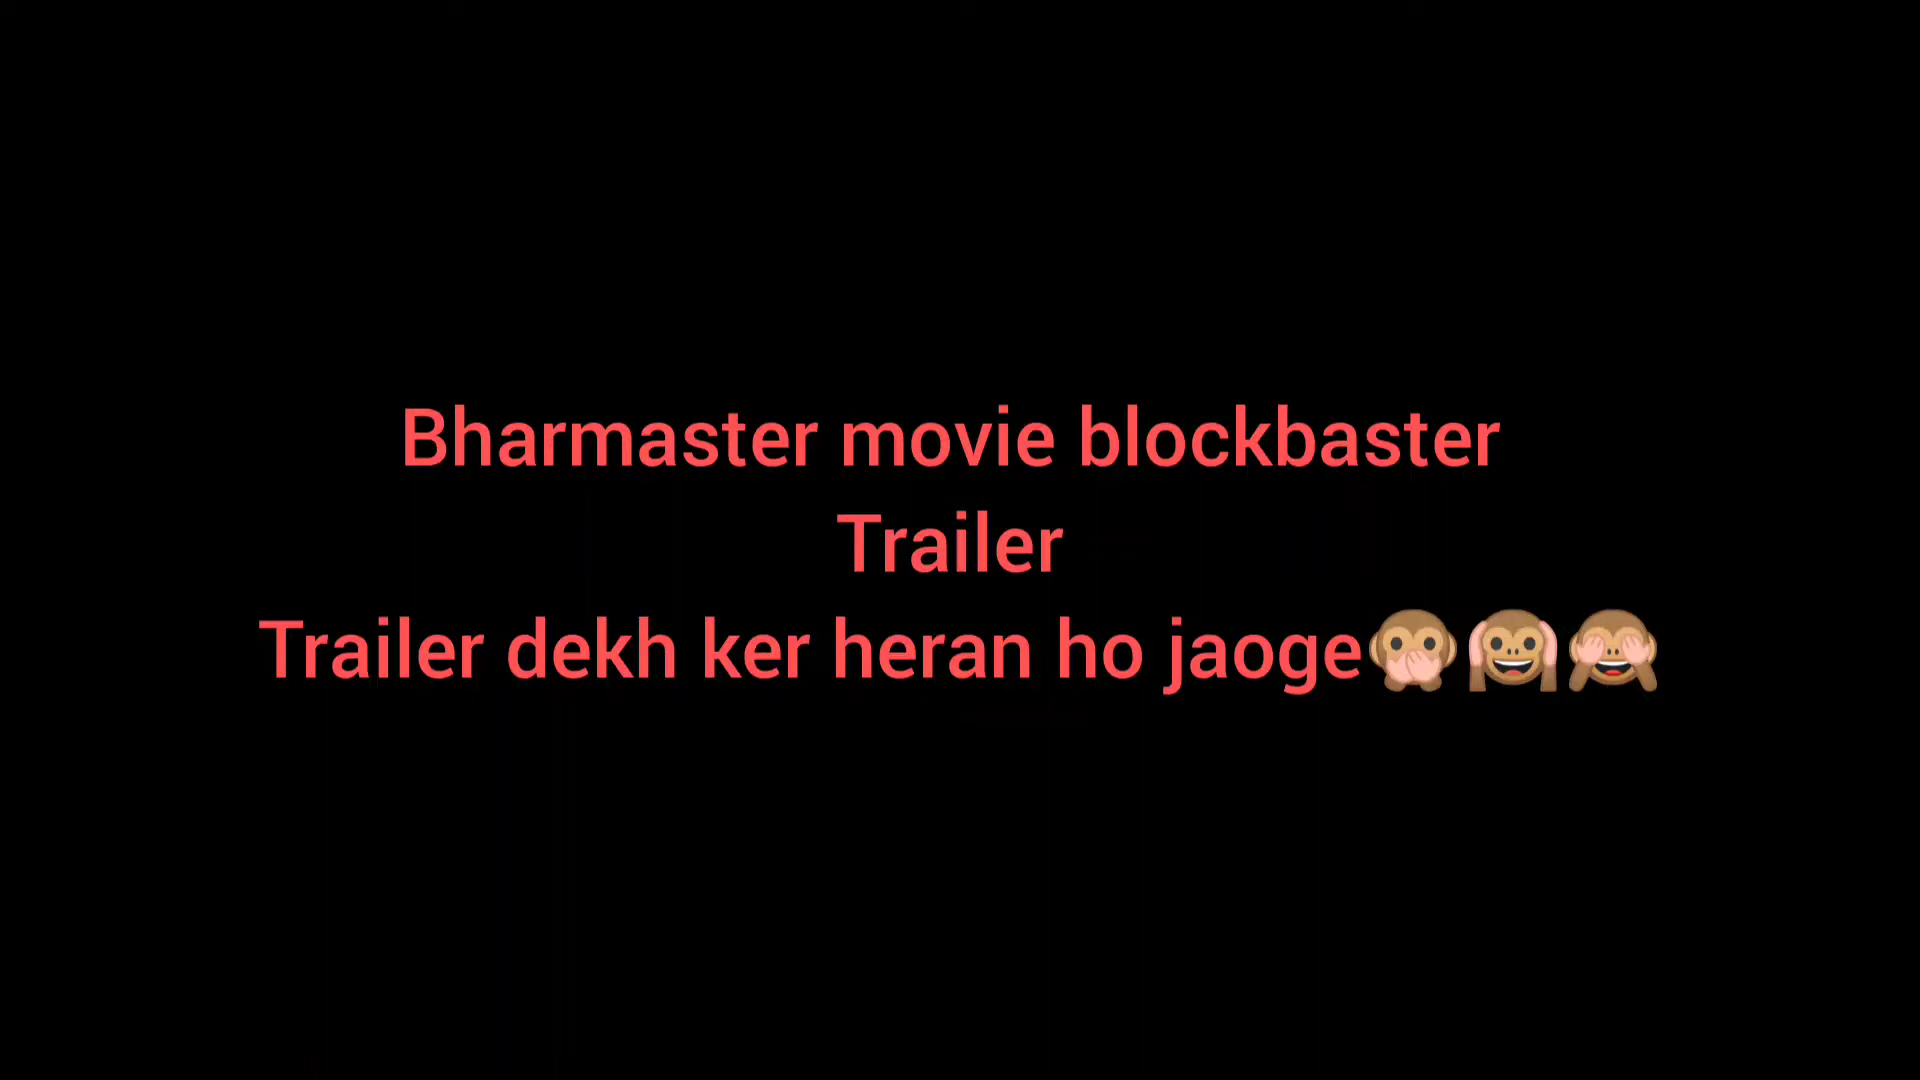 Bharmaster movie blockbaster
Trailer
Trailer dekh ker heran ho jaoge🙊🙉🙈